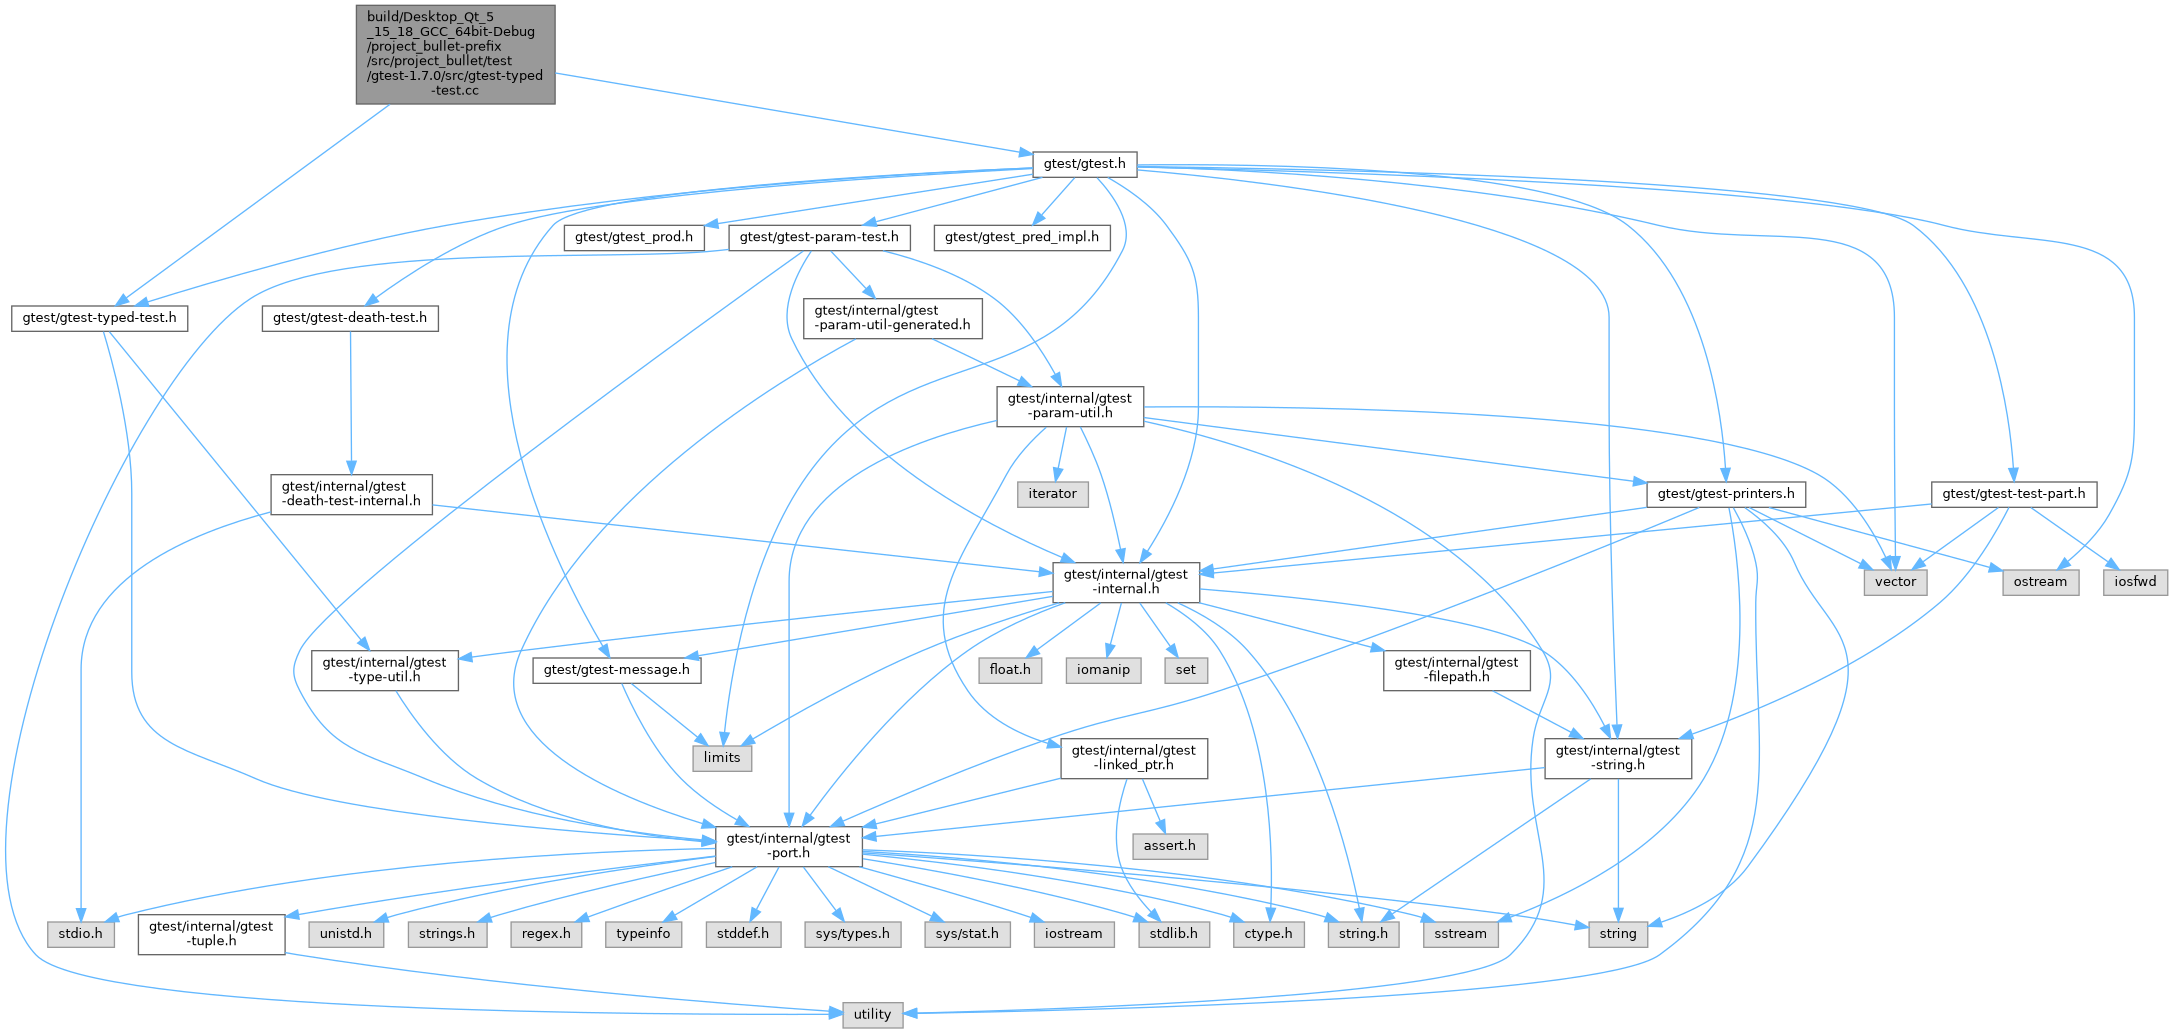 build/Desktop_Qt_5
_15_18_GCC_64bit-Debug
/project_bullet-prefix
/src/project_bullet/test
/gtest-1.7.0/src/gtest-typed
-test.cc
gtest/gtest.h
gtest/gtest_prod.h
gtest/gtest-param-test.h
gtest/gtest_pred_impl.h
gtest/gtest-typed-test.h
gtest/gtest-death-test.h
gtest/internal/gtest
-param-util-generated.h
gtest/internal/gtest
-param-util.h
gtest/internal/gtest
-death-test-internal.h
iterator
gtest/gtest-printers.h
gtest/gtest-test-part.h
gtest/internal/gtest
-internal.h
vector
ostream
iosfwd
gtest/internal/gtest
-type-util.h
gtest/gtest-message.h
float.h
iomanip
set
gtest/internal/gtest
-filepath.h
limits
gtest/internal/gtest
-linked_ptr.h
gtest/internal/gtest
-string.h
gtest/internal/gtest
-port.h
assert.h
stdio.h
gtest/internal/gtest
-tuple.h
unistd.h
strings.h
regex.h
typeinfo
stddef.h
sys/types.h
sys/stat.h
iostream
stdlib.h
ctype.h
string.h
sstream
string
utility